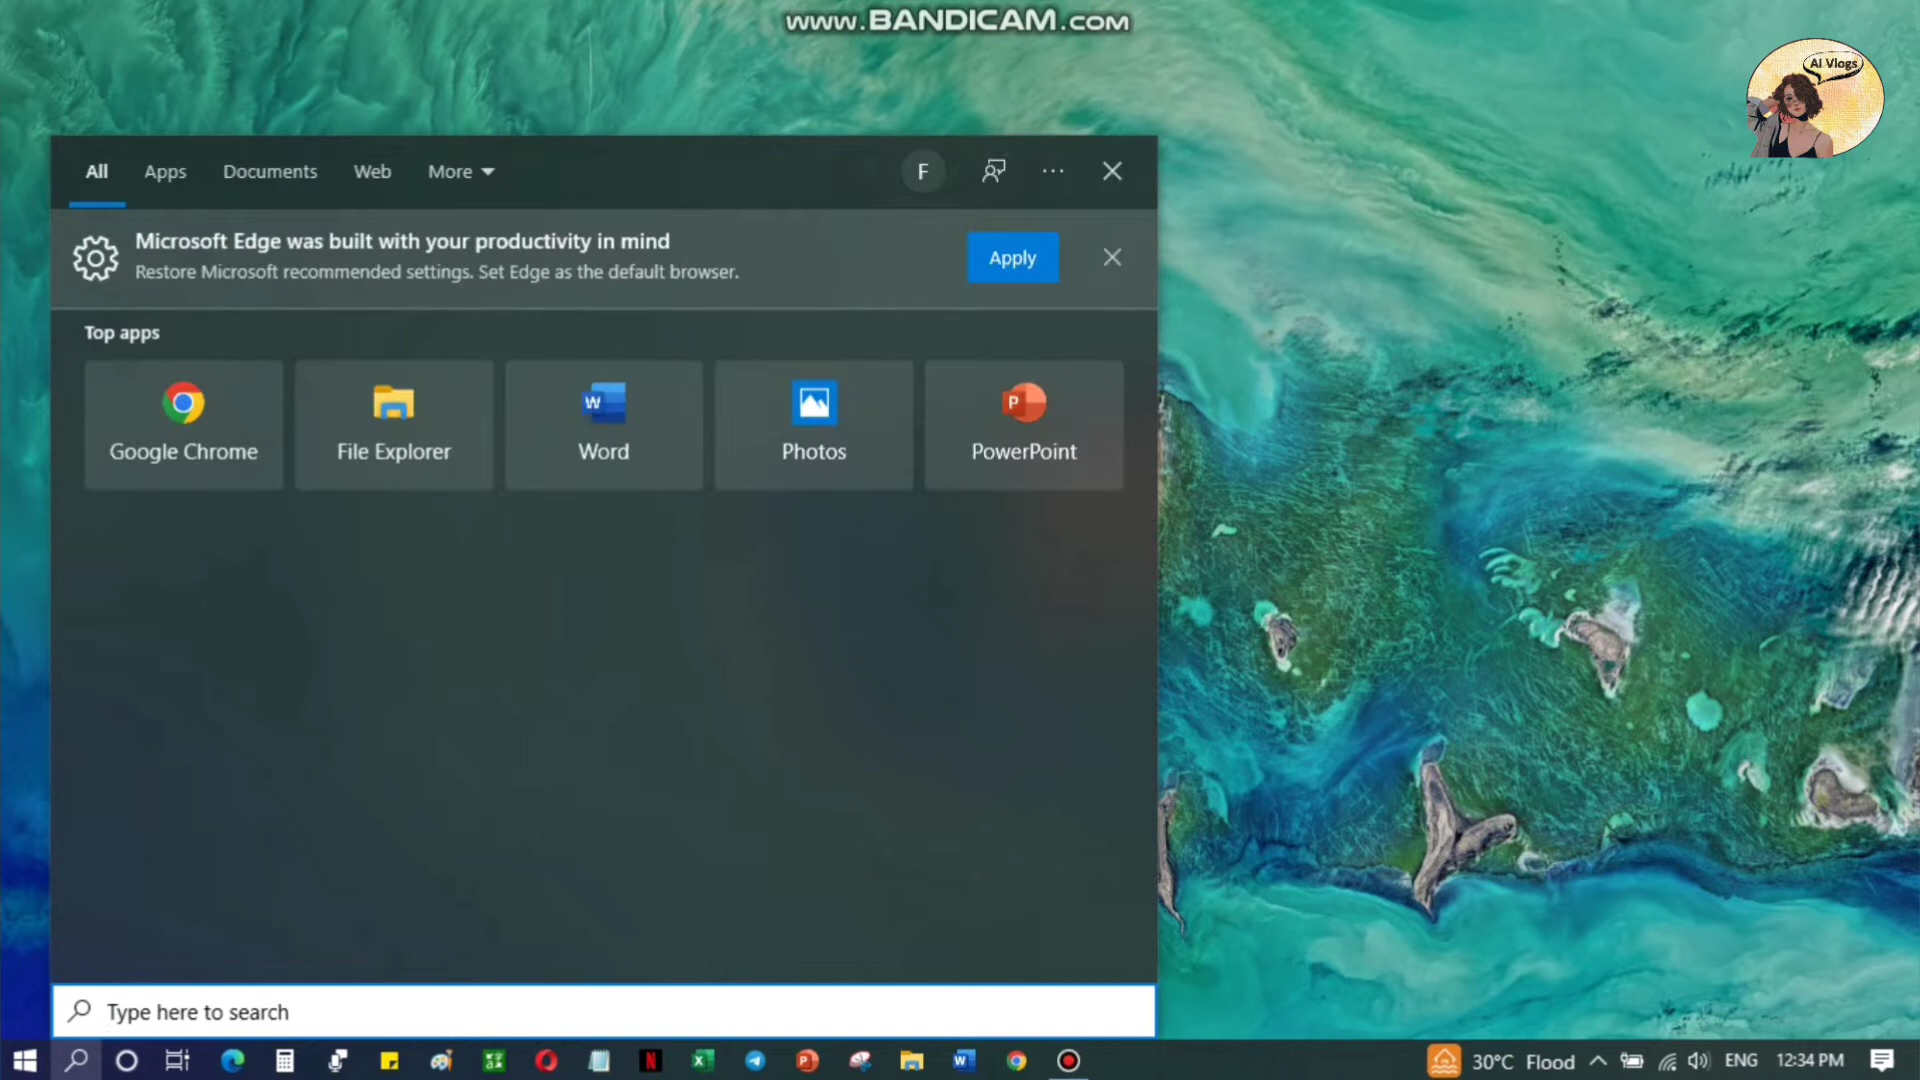 www.BANDICAM.com
AI Vlogs
All Apps Documents Web More
F
Microsoft Edge was built with your productivity in mind
Restore Microsoft recommended settings. Set Edge as the default browser.
Apply
Top apps
Google Chrome File Explorer Word Photos PowerPoint
Type here to search
30°C Flood ENG 12:34 PM